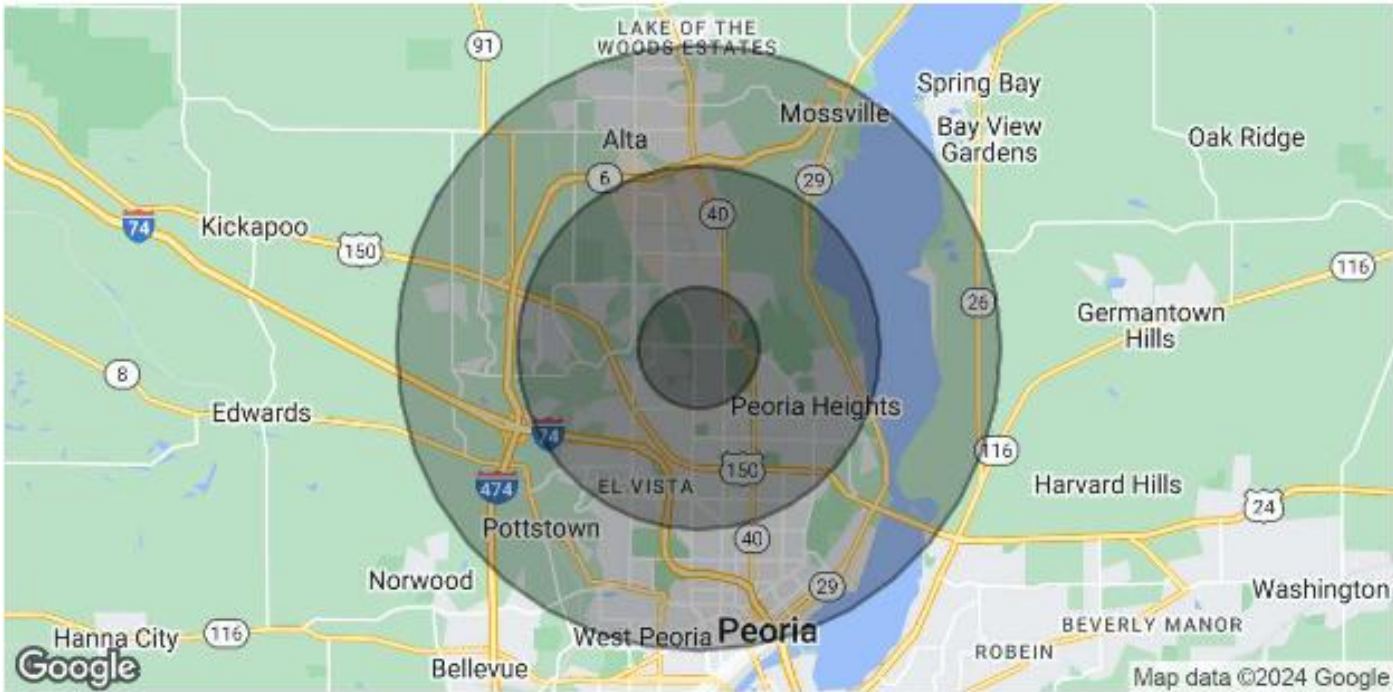 LAKE OF THE
WOODS ESTATES
91
Spring Bay
Mossville
Bay View
Gardens
Oak Ridge
Alta
6
29
40
74
Kickapoo
150
116
26
Germantown
Hills
8
Edwards
Peoria Heights
74
116
150
474
EL VISTA
Harvard Hills
24
Pottstown
40
Norwood
29
Washington
Hanna City
116
West Peoria
Peoria
BEVERLY MANOR
ROBEIN
Bellevue
Google
Map data ©2024 Google